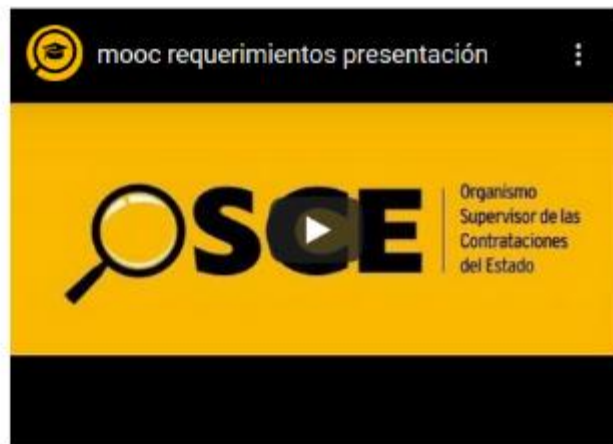 mooc requerimientos presentación
OSCE
Organismo
Supervisor de las
Contrataciones
del Estado